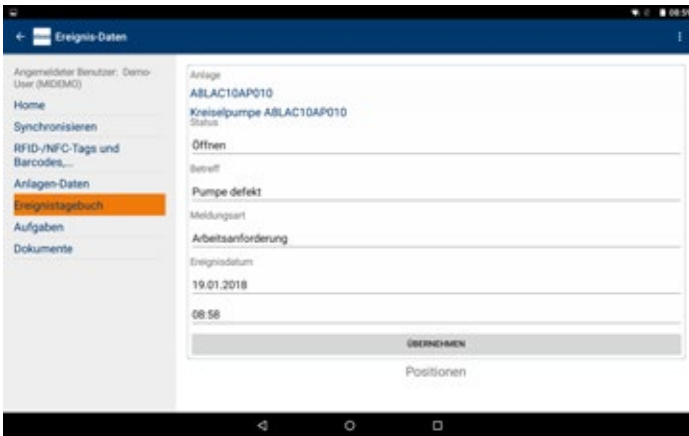 08:59
Ereignis-Daten
Angemeldeter Benutzer: Demo-
User (MIDEMO)
Home
Synchronisieren
RFID-/NFC-Tags und
Barcodes,...
Anlagen-Daten
Ereignistagebuch
Aufgaben
Dokumente
Anlage
A8LAC10AP010
Kreiselpumpe A8LAC10AP010
Status
Öffnen
Betreff
Pumpe defekt
Meldungsart
Arbeitsanforderung
Ereignisdatum
19.01.2018
08:58
ÜBERNEHMEN
Positionen